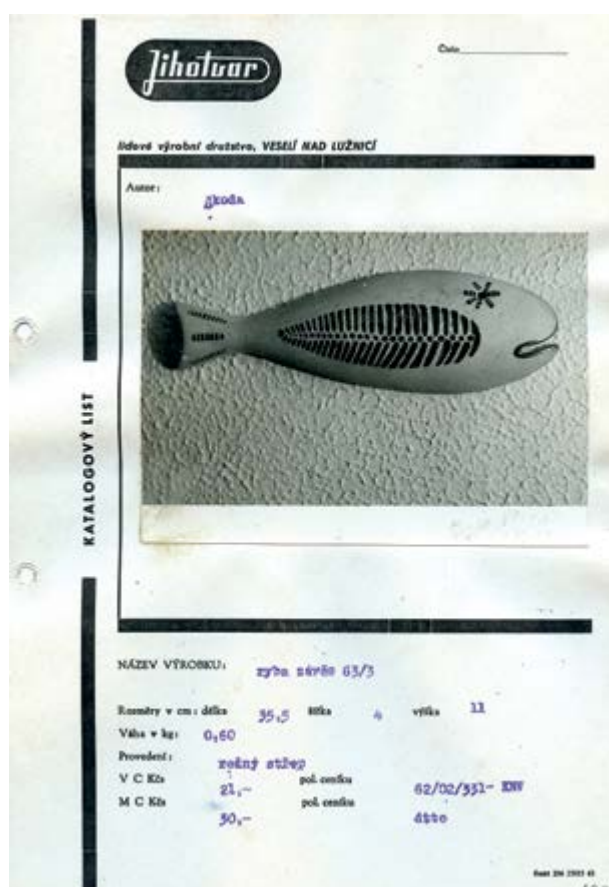 Jihotvar
Číslo
lidové výrobní družstvo, VESELÍ NAD LUŽNICÍ
Autor:
Škoda
KATALOGOVÝ LIST
NÁZEV VÝROBKU: ryba závěs 63/3
Rozměry v cm: délka 35,5 šířka 4 výška 11
Váha v kg: 0,60
Provedení: režný střep
V C Kčs 21,- pol. ceníku 62/02/331- KNV
M C Kčs 30,- pol. ceníku dtto